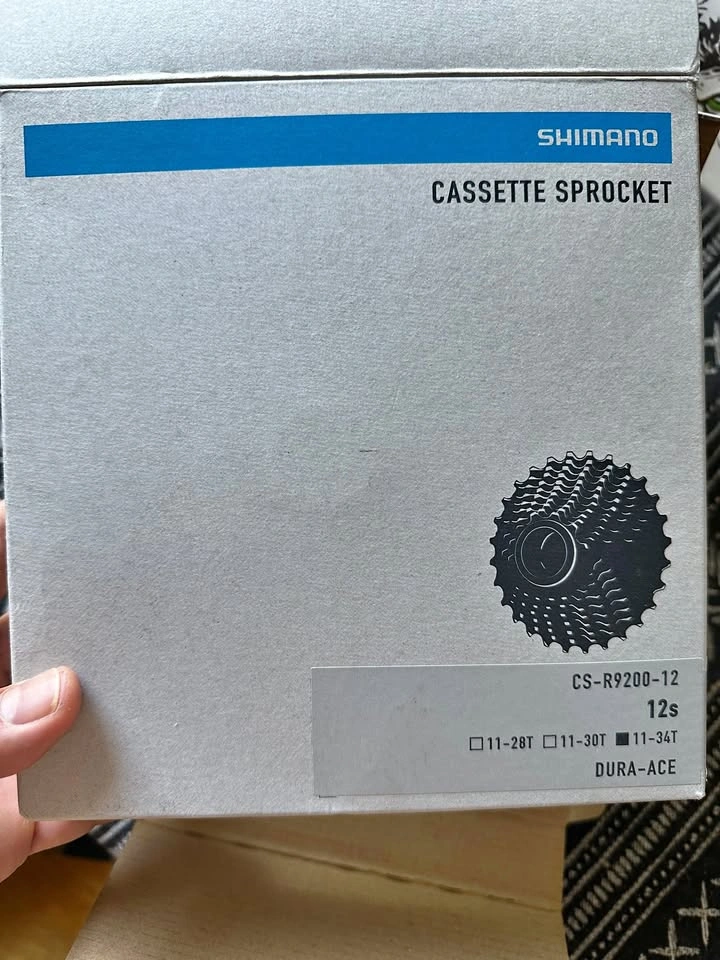 SHIMANO
CASSETTE SPROCKET
CS-R9200-12
12s
□11-28T □11-30T ■11-34T
DURA-ACE